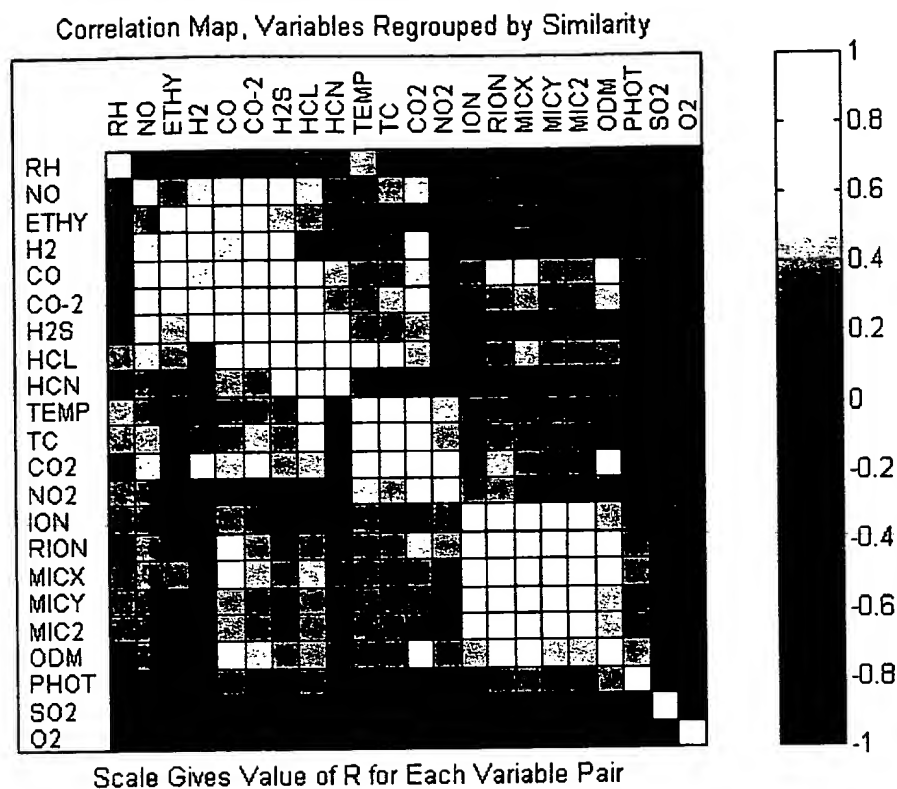 Correlation Map, Variables Regrouped by Similarity
RH NO ETHY H2 CO CO-2 H2S HCL HCN TEMP TC CO2 NO2 ION RION MICX MICY MIC2 ODM PHOT SO2 O2
RH
NO
ETHY
H2
CO
CO-2
H2S
HCL
HCN
TEMP
TC
CO2
NO2
ION
RION
MICX
MICY
MIC2
ODM
PHOT
SO2
O2
1
0.8
0.6
0.4
0.2
0
-0.2
-0.4
-0.6
-0.8
-1
Scale Gives Value of R for Each Variable Pair